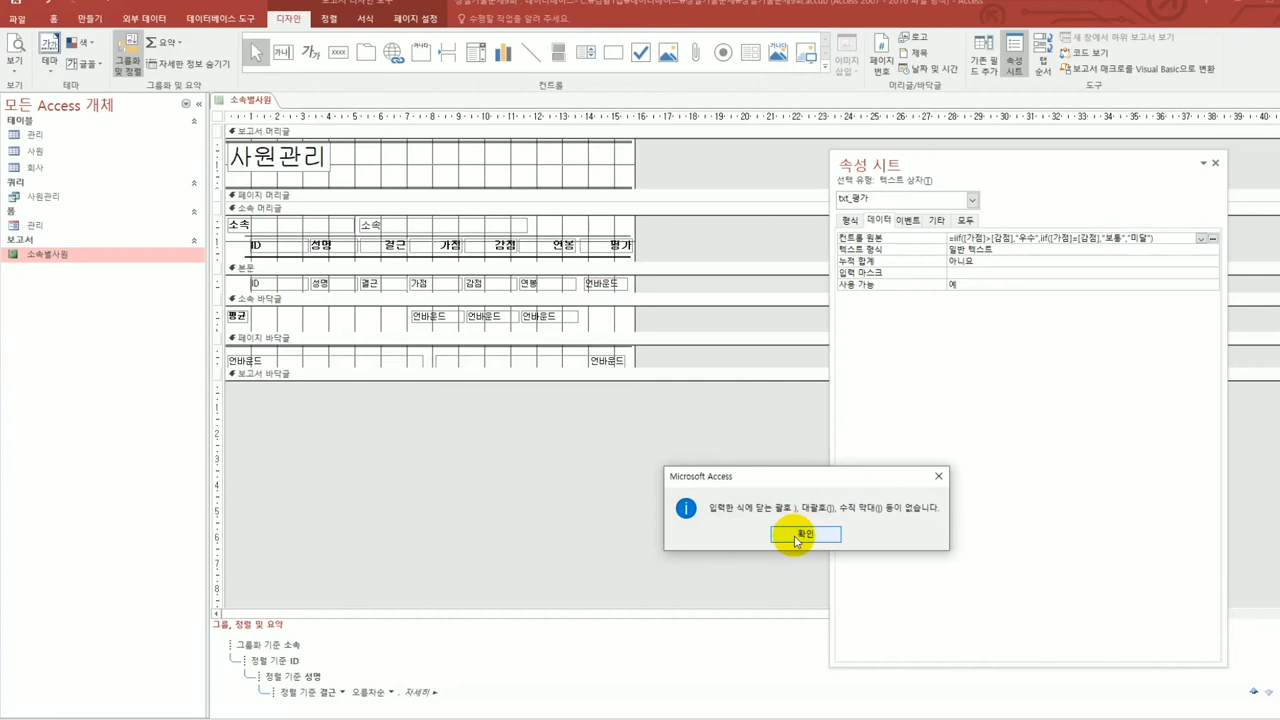 파일 홈 만들기 외부 데이터 데이터베이스 도구 디자인 정렬 서식 페이지 설정 수행할 작업을 알려 주세요.
보기
테마
색
글꼴
그룹화 및 정렬
요약
자세한 정보 숨기기
이미지 삽입
페이지 번호
로고
제목
날짜 및 시간
기존 필드 추가
속성 시트
탭 순서
새 창에서 하위 보고서 보기
코드 보기
보고서 매크로를 Visual Basic으로 변환
보기 테마 그룹화 및 요약 컨트롤 머리글/바닥글 도구
모든 Access 개체
테이블
관리
사원
회사
쿼리
사원관리
폼
관리
보고서
소속별사원
소속별사원
보고서 머리글
사원관리
페이지 머리글
소속 머리글
소속 소속
ID 성명 결근 가점 감점 연봉 평가
본문
ID 성명 결근 가점 감점 연봉 언바운드
소속 바닥글
평균 언바운드 언바운드 언바운드
페이지 바닥글
언바운드 언바운드
보고서 바닥글
속성 시트
선택 유형: 텍스트 상자(T)
txt_평가
형식 데이터 이벤트 기타 모두
컨트롤 원본 =iif([가점]>[감점],"우수",iif([가점]=[감점],"보통","미달")
텍스트 형식 일반 텍스트
누적 합계 아니요
입력 마스크
사용 가능 예
Microsoft Access
입력한 식에 닫는 괄호 ), 대괄호(]), 수직 막대(|) 등이 없습니다.
확인
그룹, 정렬 및 요약
그룹화 기준 소속
정렬 기준 ID
정렬 기준 성명
정렬 기준 결근 오름차순 , 자세히